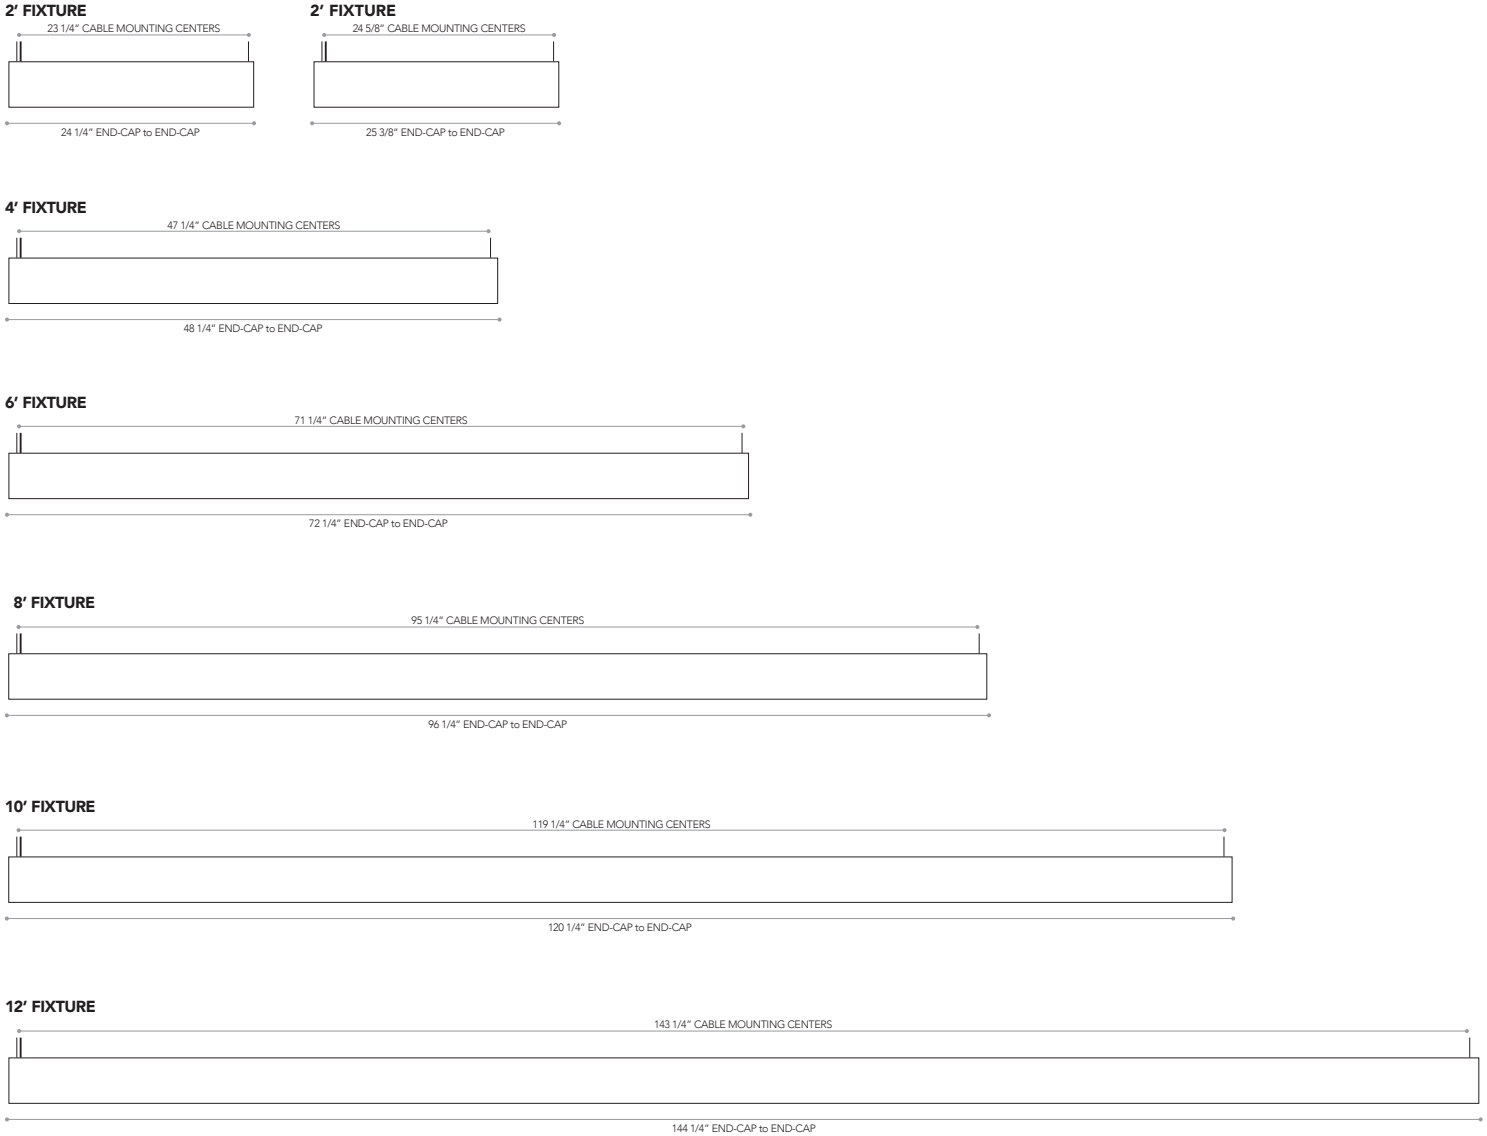 2’ FIXTURE
23 1/4“ CABLE MOUNTING CENTERS
24 1/4“ END-CAP to END-CAP
2’ FIXTURE
24 5/8“ CABLE MOUNTING CENTERS
25 3/8“ END-CAP to END-CAP
4’ FIXTURE
47 1/4“ CABLE MOUNTING CENTERS
48 1/4“ END-CAP to END-CAP
6’ FIXTURE
71 1/4“ CABLE MOUNTING CENTERS
72 1/4“ END-CAP to END-CAP
8’ FIXTURE
95 1/4“ CABLE MOUNTING CENTERS
96 1/4“ END-CAP to END-CAP
10’ FIXTURE
119 1/4“ CABLE MOUNTING CENTERS
120 1/4“ END-CAP to END-CAP
12’ FIXTURE
143 1/4“ CABLE MOUNTING CENTERS
144 1/4“ END-CAP to END-CAP